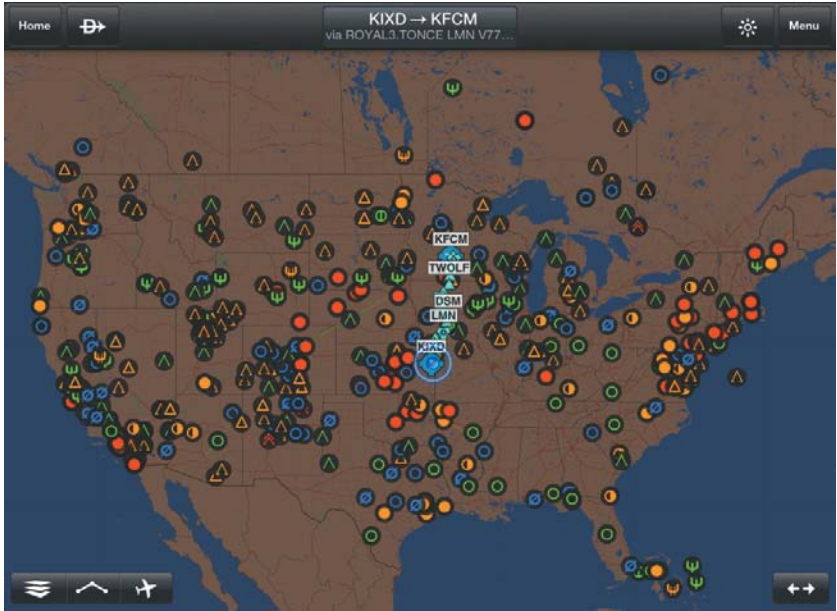 Home
KIXD → KFCM
via ROYAL3.TONCE LMN V77...
Menu
KFCM
TWOLF
DSM
LMN
KIXD